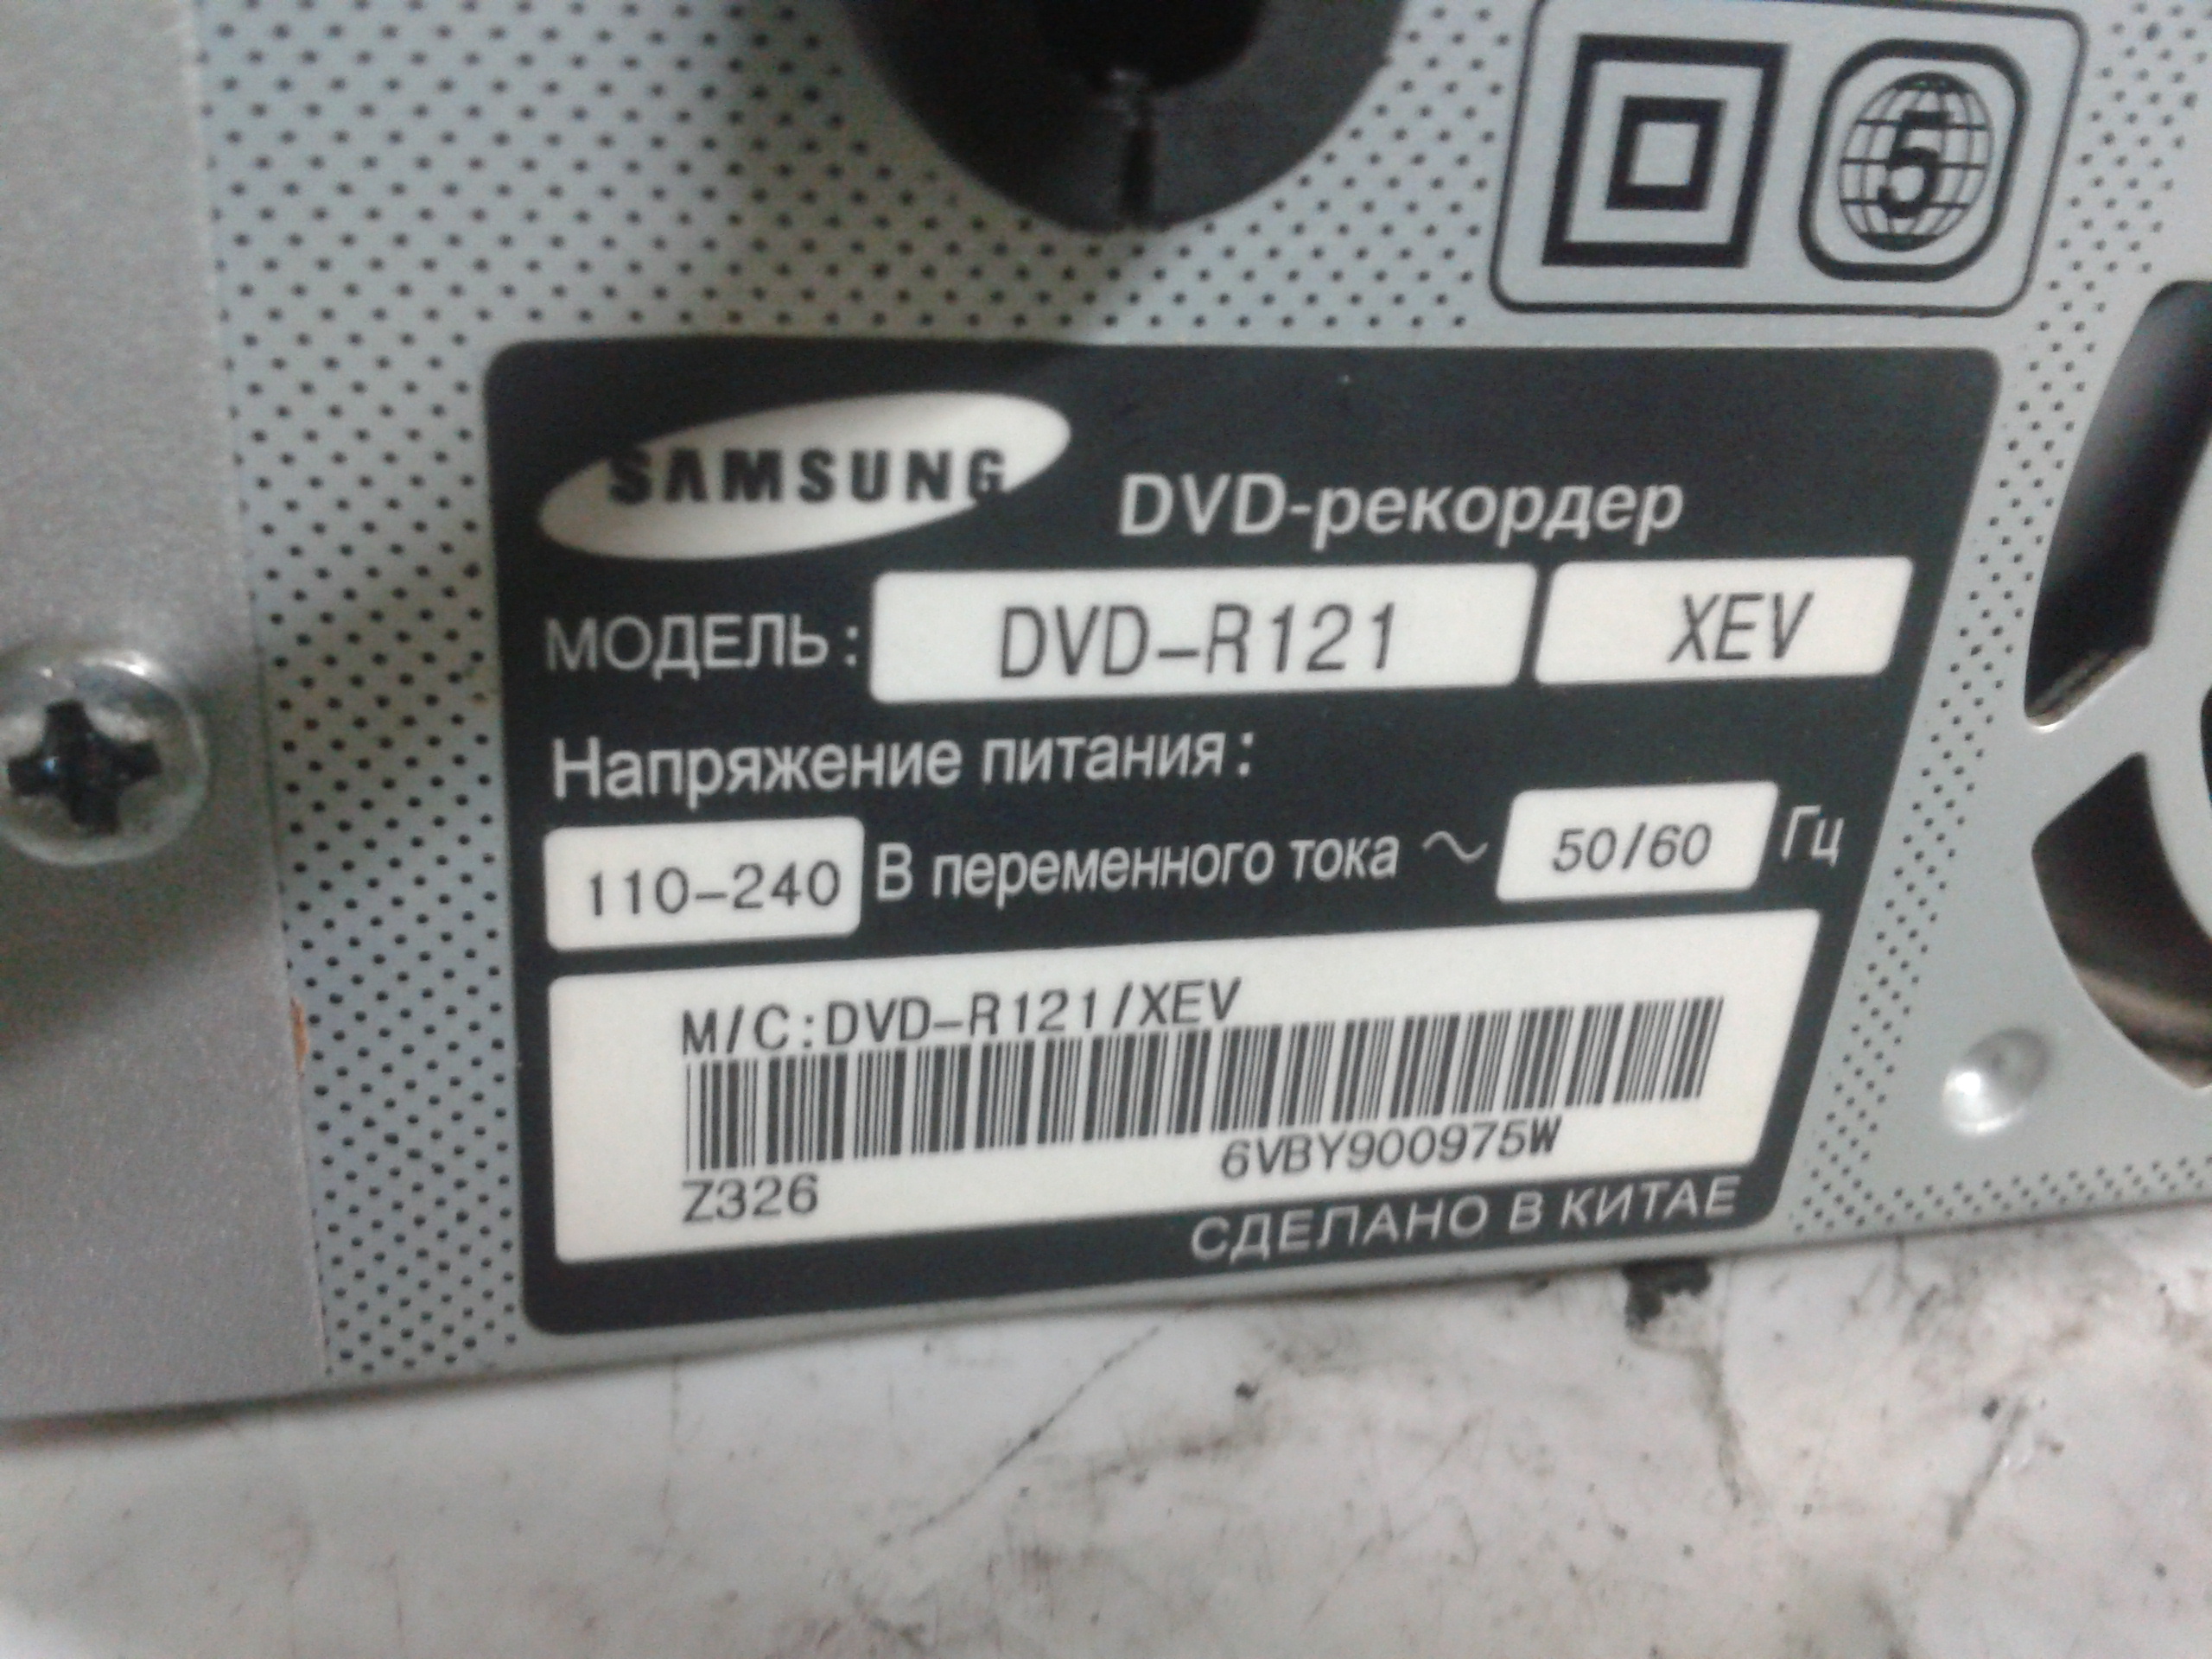 5
SAMSUNG
DVD-рекордер
МОДЕЛЬ: DVD-R121 XEV
Напряжение питания:
110-240 В переменного тока ~ 50/60 Гц
M/C:DVD-R121/XEV
6VBY900975W
Z326
СДЕЛАНО В КИТАЕ